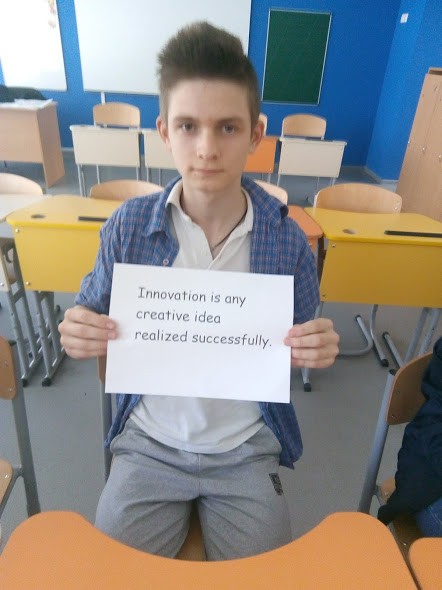 Innovation is any
creative idea
realized successfully.